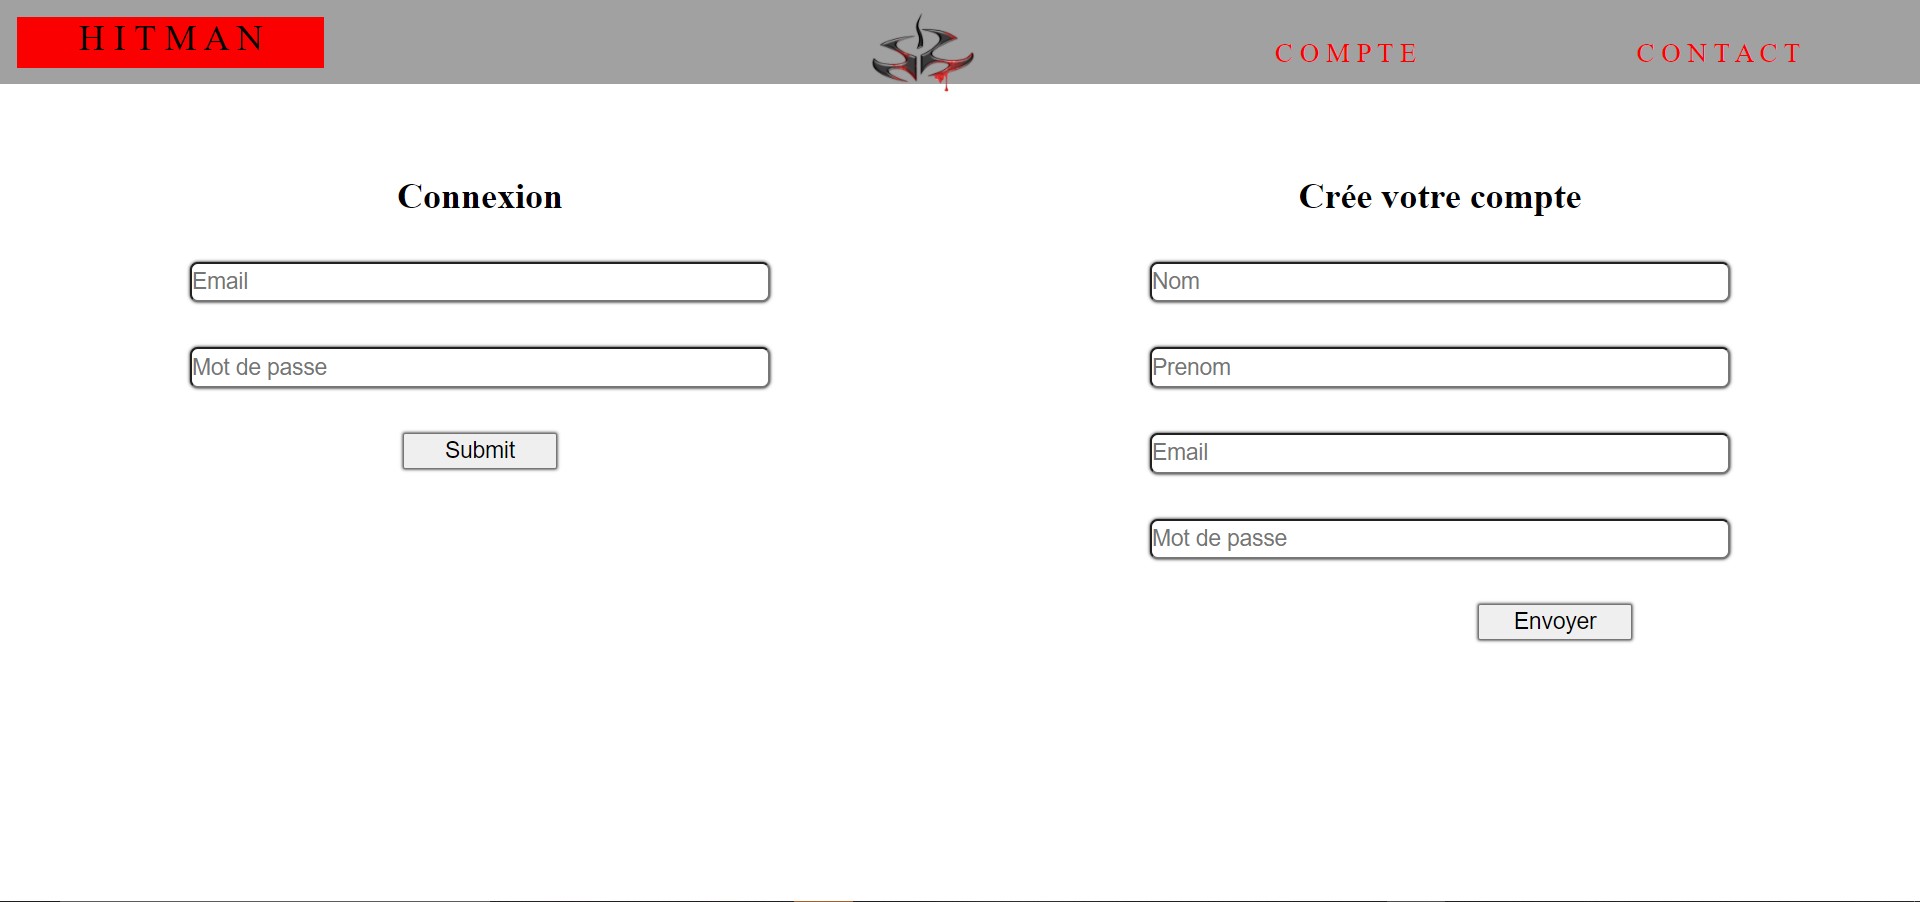 HITMAN
COMPTE
CONTACT
Connexion
Email
Mot de passe
Submit
Crée votre compte
Nom
Prenom
Email
Mot de passe
Envoyer